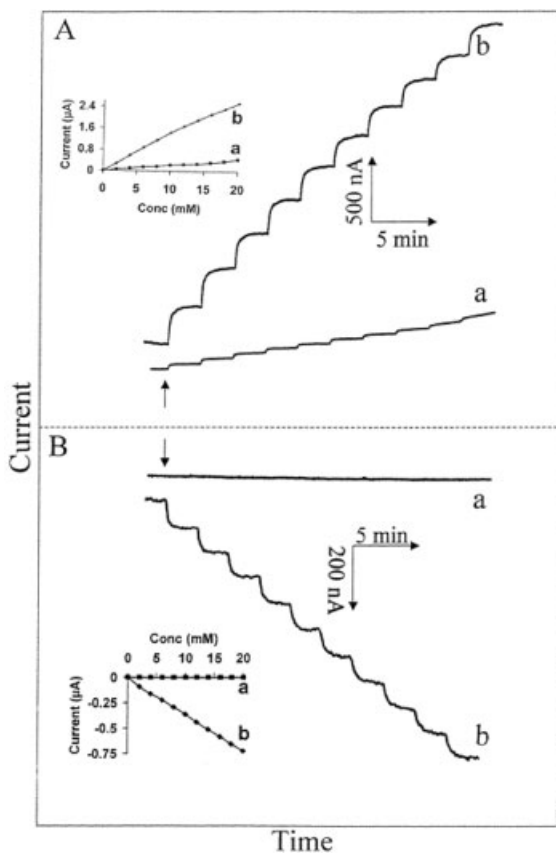 A
b
Current (µA)
2.4
1.6
0.8
0
b
a
0 5 10 15 20
Conc (mM)
500 nA
5 min
a
Current
B
a
5 min
200 nA
Conc (mM)
0 5 10 15 20
Current (µA)
0
-0.25
-0.5
-0.75
a
b
b
Time